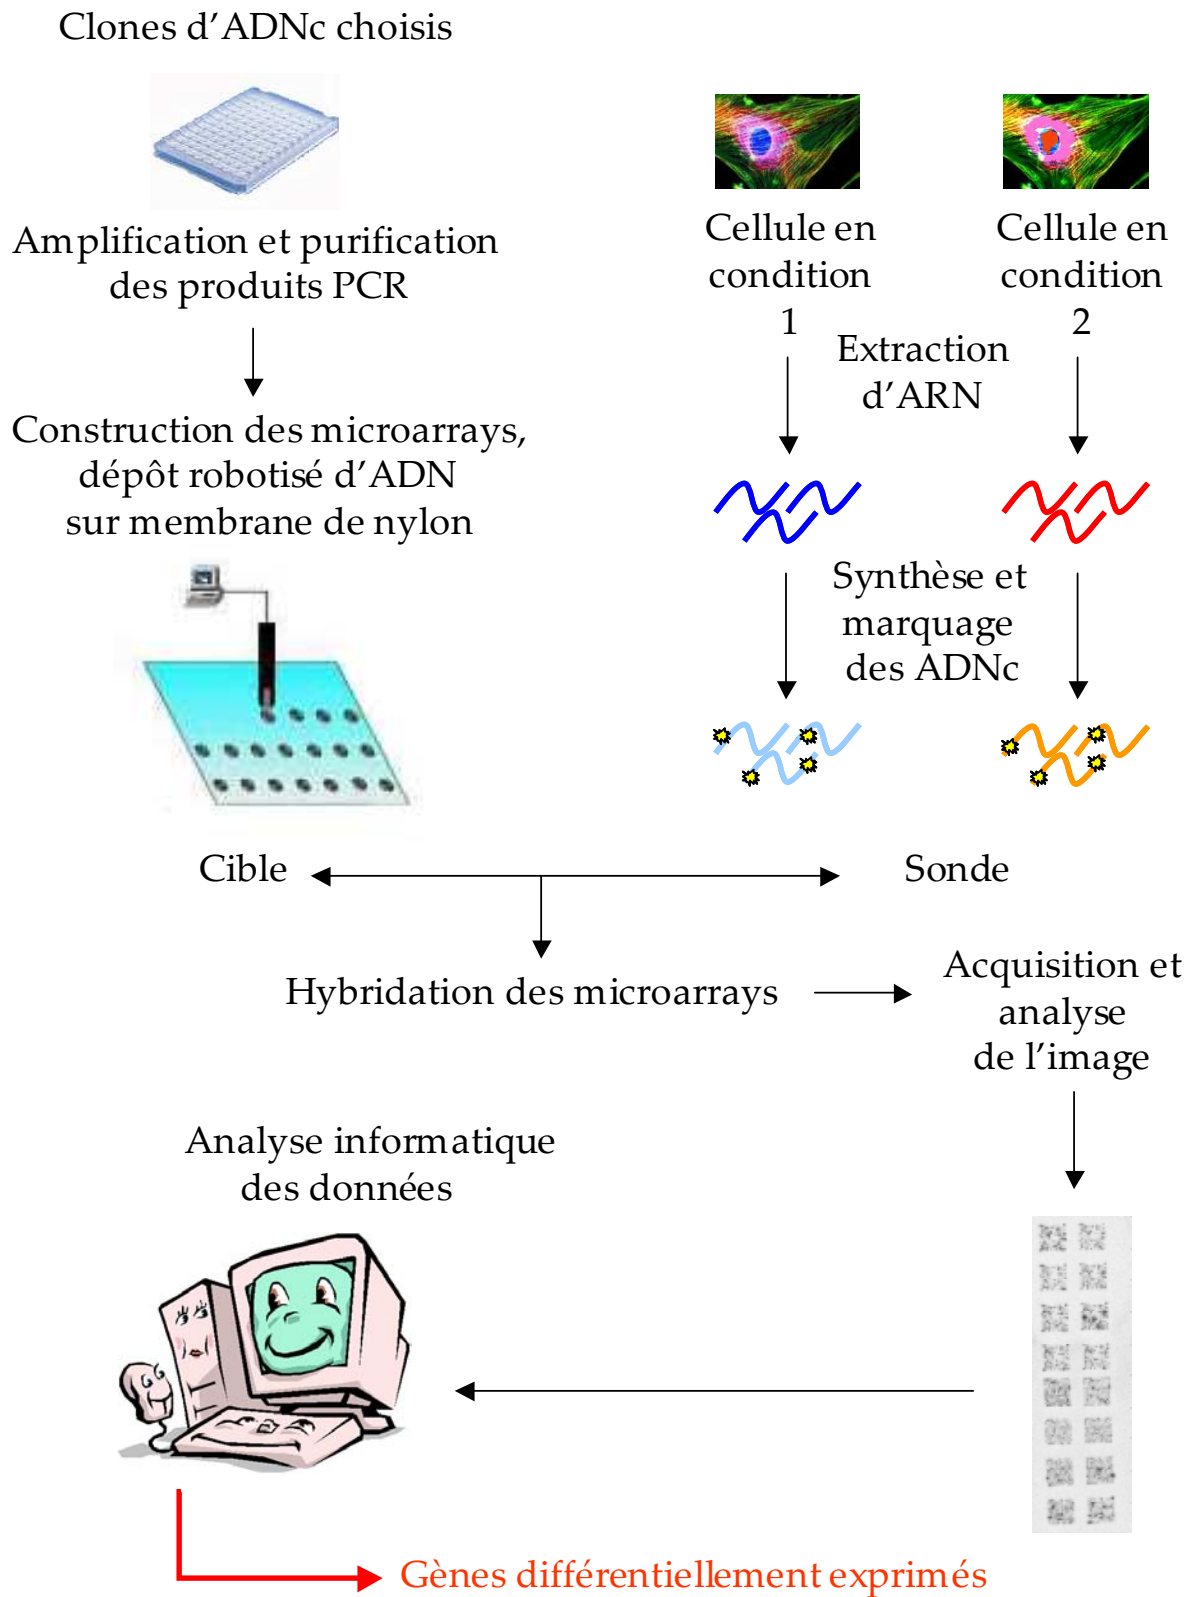 Clones d’ADNc choisis
Amplification et purification
des produits PCR
Construction des microarrays,
dépôt robotisé d’ADN
sur membrane de nylon
Cellule en
condition
1
Cellule en
condition
2
Extraction
d’ARN
Synthèse et
marquage
des ADNc
Cible
Sonde
Hybridation des microarrays
Acquisition et
analyse
de l’image
Analyse informatique
des données
Gènes différentiellement exprimés